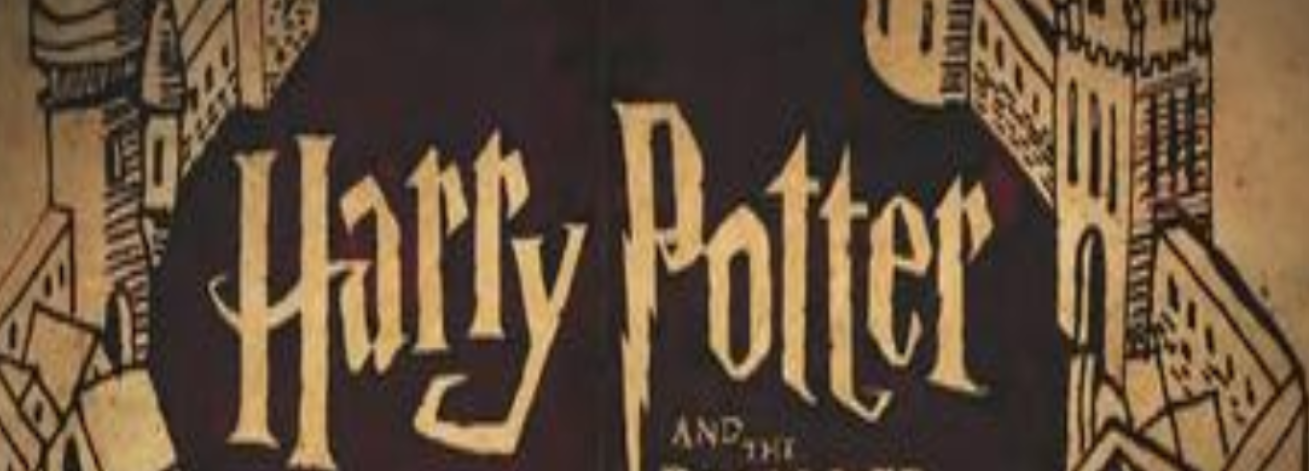 Harry Potter
AND THE